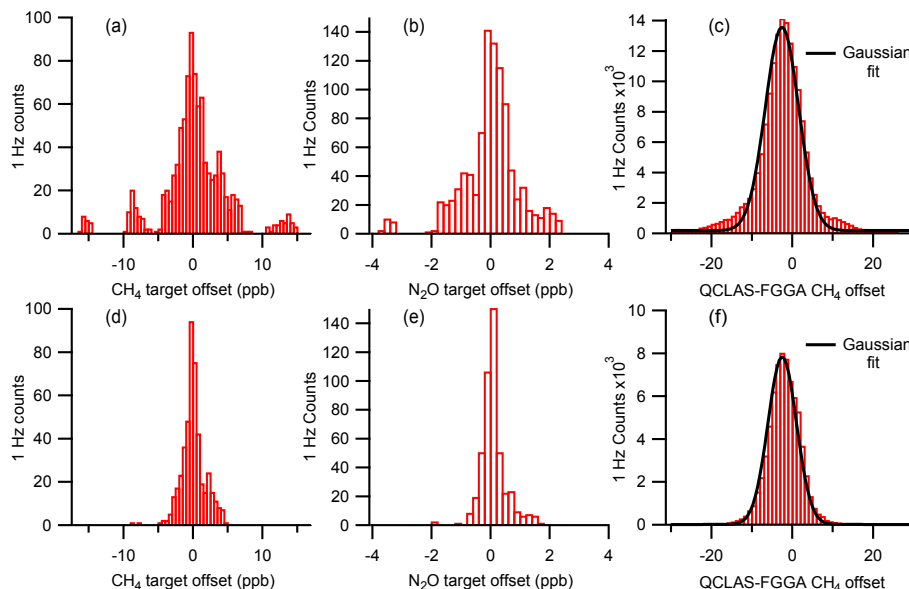 (a)
100
80
60
40
20
0
1 Hz Counts
-10
0
10
CH4 target offset (ppb)
(b)
140
120
100
80
60
40
20
0
1 Hz Counts
-4
-2
0
2
4
N2O target offset (ppb)
(c)
14
12
10
8
6
4
2
0
1 Hz Counts x10³
Gaussian
fit
-20
0
20
QCLAS-FGGA CH4 offset
(d)
100
80
60
40
20
0
1 Hz Counts
-10
0
10
CH4 target offset (ppb)
(e)
140
120
100
80
60
40
20
0
1 Hz Counts
-4
-2
0
2
4
N2O target offset (ppb)
(f)
10
8
6
4
2
0
1 Hz Counts x10³
Gaussian
fit
-20
0
20
QCLAS-FGGA CH4 offset